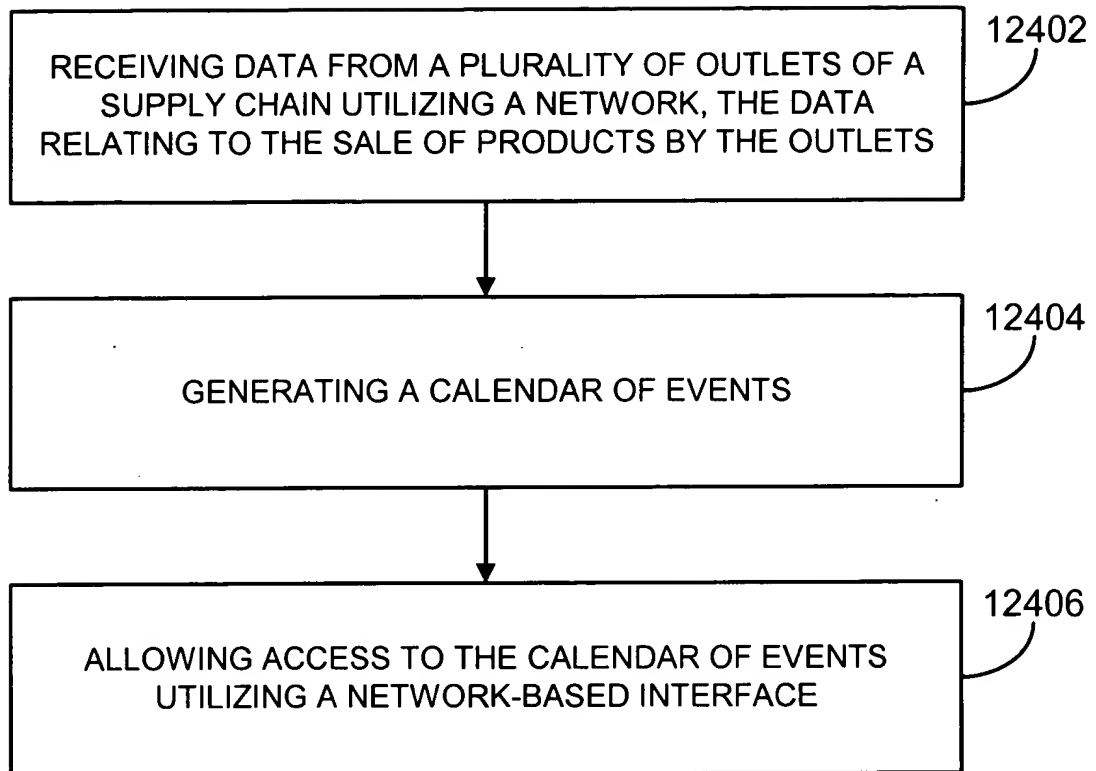 12402
RECEIVING DATA FROM A PLURALITY OF OUTLETS OF A
SUPPLY CHAIN UTILIZING A NETWORK, THE DATA
RELATING TO THE SALE OF PRODUCTS BY THE OUTLETS
12404
GENERATING A CALENDAR OF EVENTS
12406
ALLOWING ACCESS TO THE CALENDAR OF EVENTS
UTILIZING A NETWORK-BASED INTERFACE